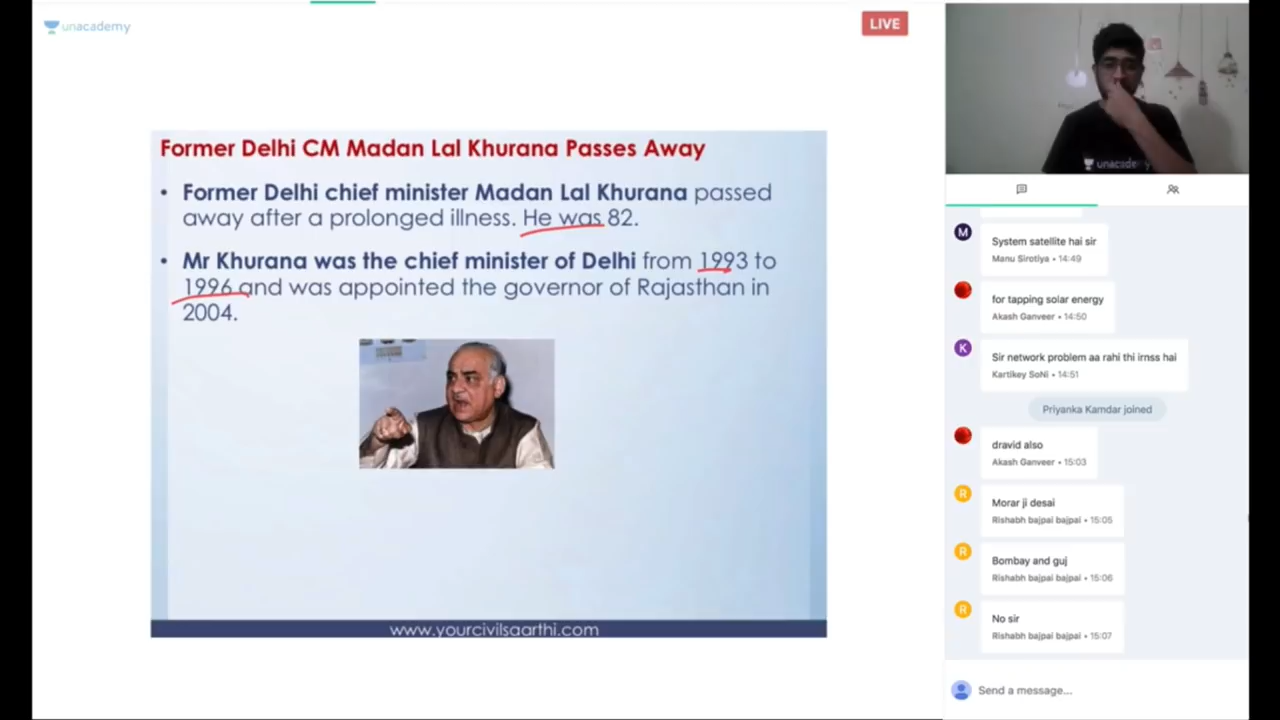 unacademy
LIVE
Former Delhi CM Madan Lal Khurana Passes Away
• Former Delhi chief minister Madan Lal Khurana passed
away after a prolonged illness. He was 82.
• Mr Khurana was the chief minister of Delhi from 1993 to
1996 and was appointed the governor of Rajasthan in
2004.
www.yourcivilsaarthi.com
unacademy
M
System satellite hai sir
Manu Sirotiya • 14:49
for tapping solar energy
Akash Ganveer • 14:50
K
Sir network problem aa rahi thi irnss hai
Kartikey SoNi • 14:51
Priyanka Kamdar joined
dravid also
Akash Ganveer • 15:03
R
Morar ji desai
Rishabh bajpai bajpai • 15:05
R
Bombay and guj
Rishabh bajpai bajpai • 15:06
R
No sir
Rishabh bajpai bajpai • 15:07
Send a message...